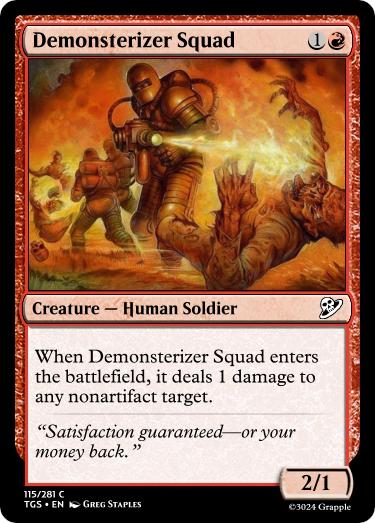 Demonsterizer Squad 1
Creature — Human Soldier
When Demonsterizer Squad enters
the battlefield, it deals 1 damage to
any nonartifact target.
“Satisfaction guaranteed—or your
money back.”
2/1
115/281 C
TGS • EN Greg Staples
©3024 Grapple